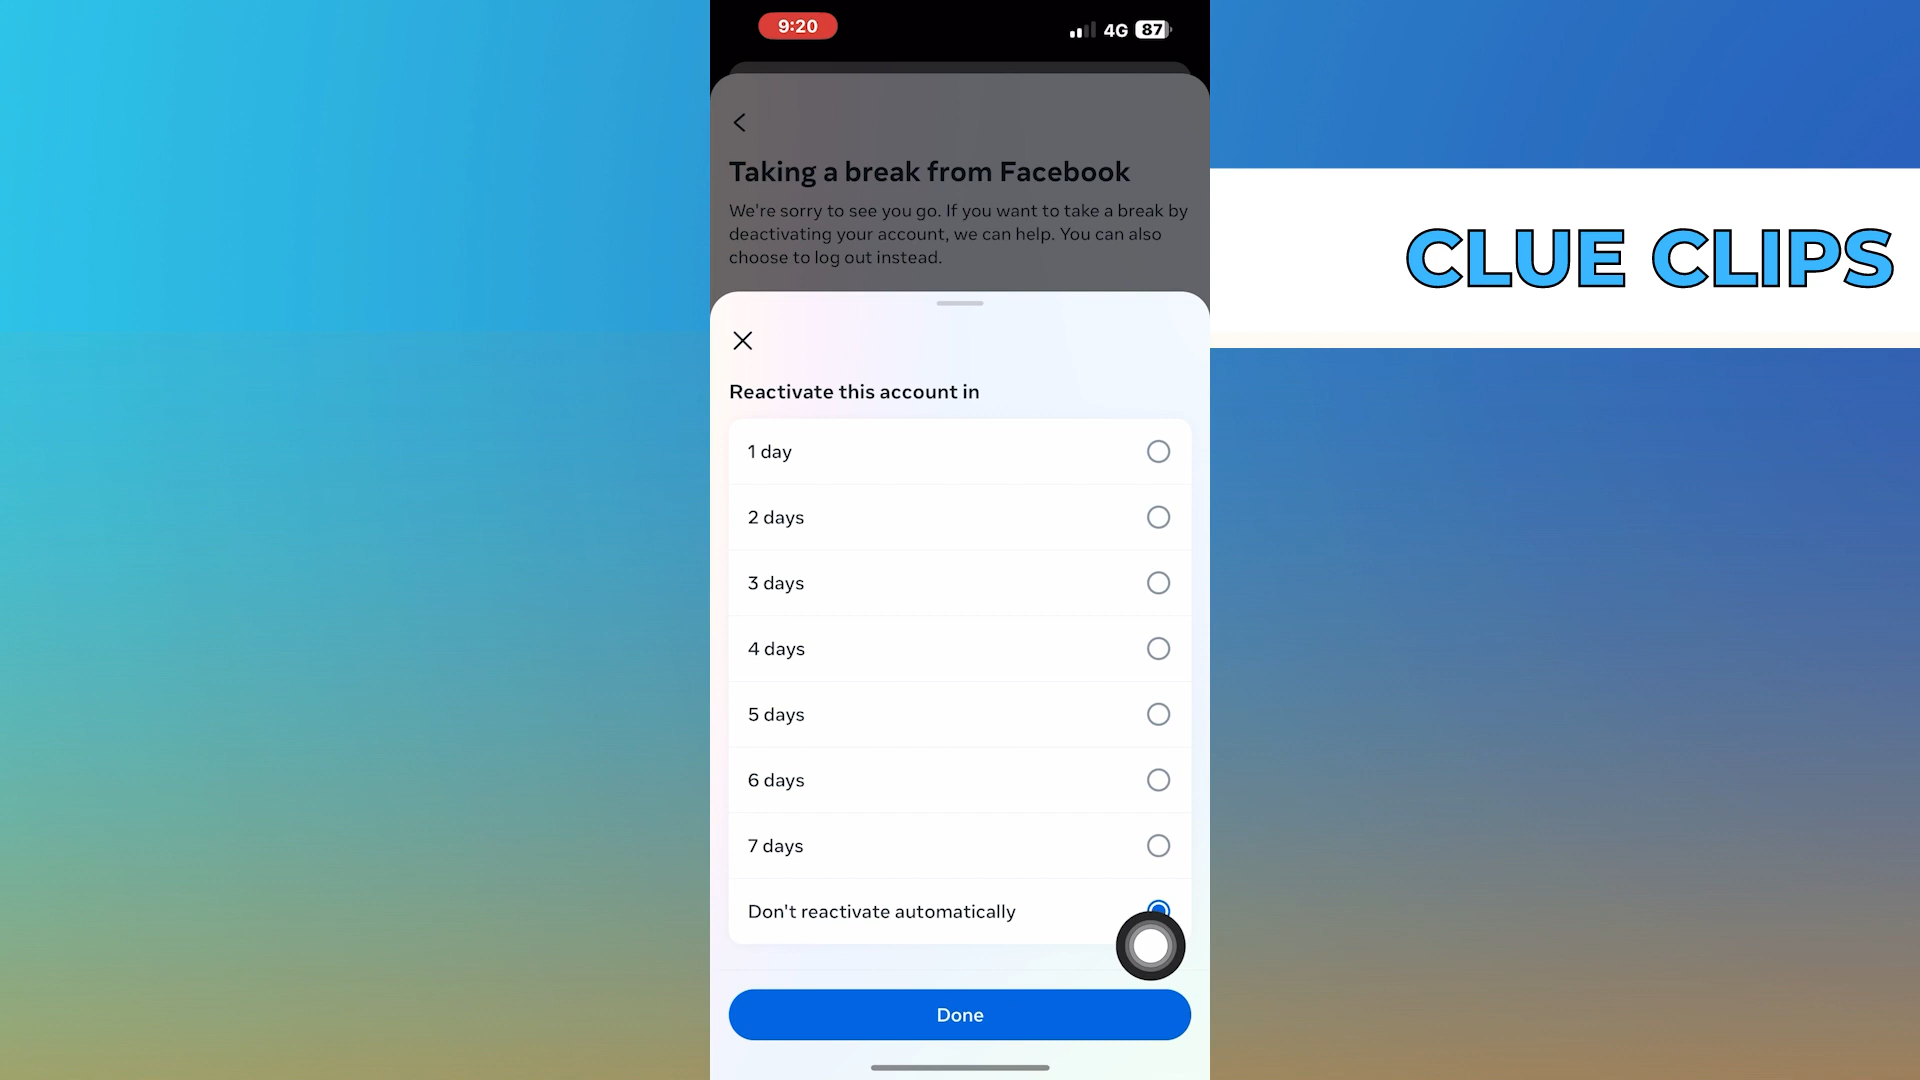 9:20
4G 87
Taking a break from Facebook
We're sorry to see you go. If you want to take a break by
deactivating your account, we can help. You can also
choose to log out instead.
CLUE CLIPS
Reactivate this account in
1 day
2 days
3 days
4 days
5 days
6 days
7 days
Don't reactivate automatically
Done